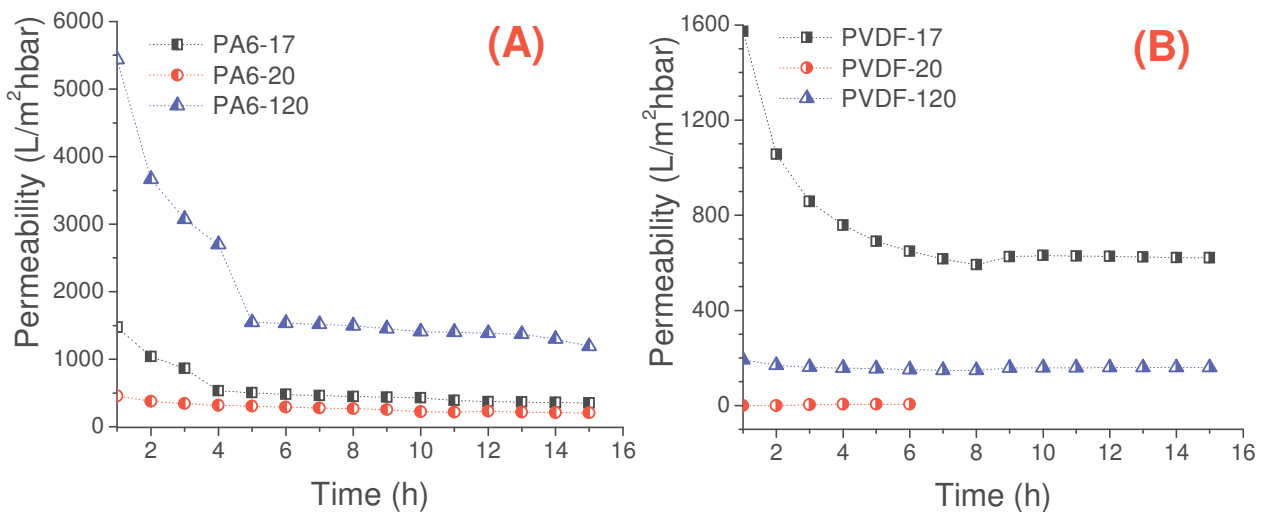 (A)
PA6-17
PA6-20
PA6-120
Permeability (L/m²hbar)
6000
5000
4000
3000
2000
1000
0
2 4 6 8 10 12 14 16
Time (h)
(B)
PVDF-17
PVDF-20
PVDF-120
Permeability (L/m²hbar)
1600
1200
800
400
0
2 4 6 8 10 12 14 16
Time (h)